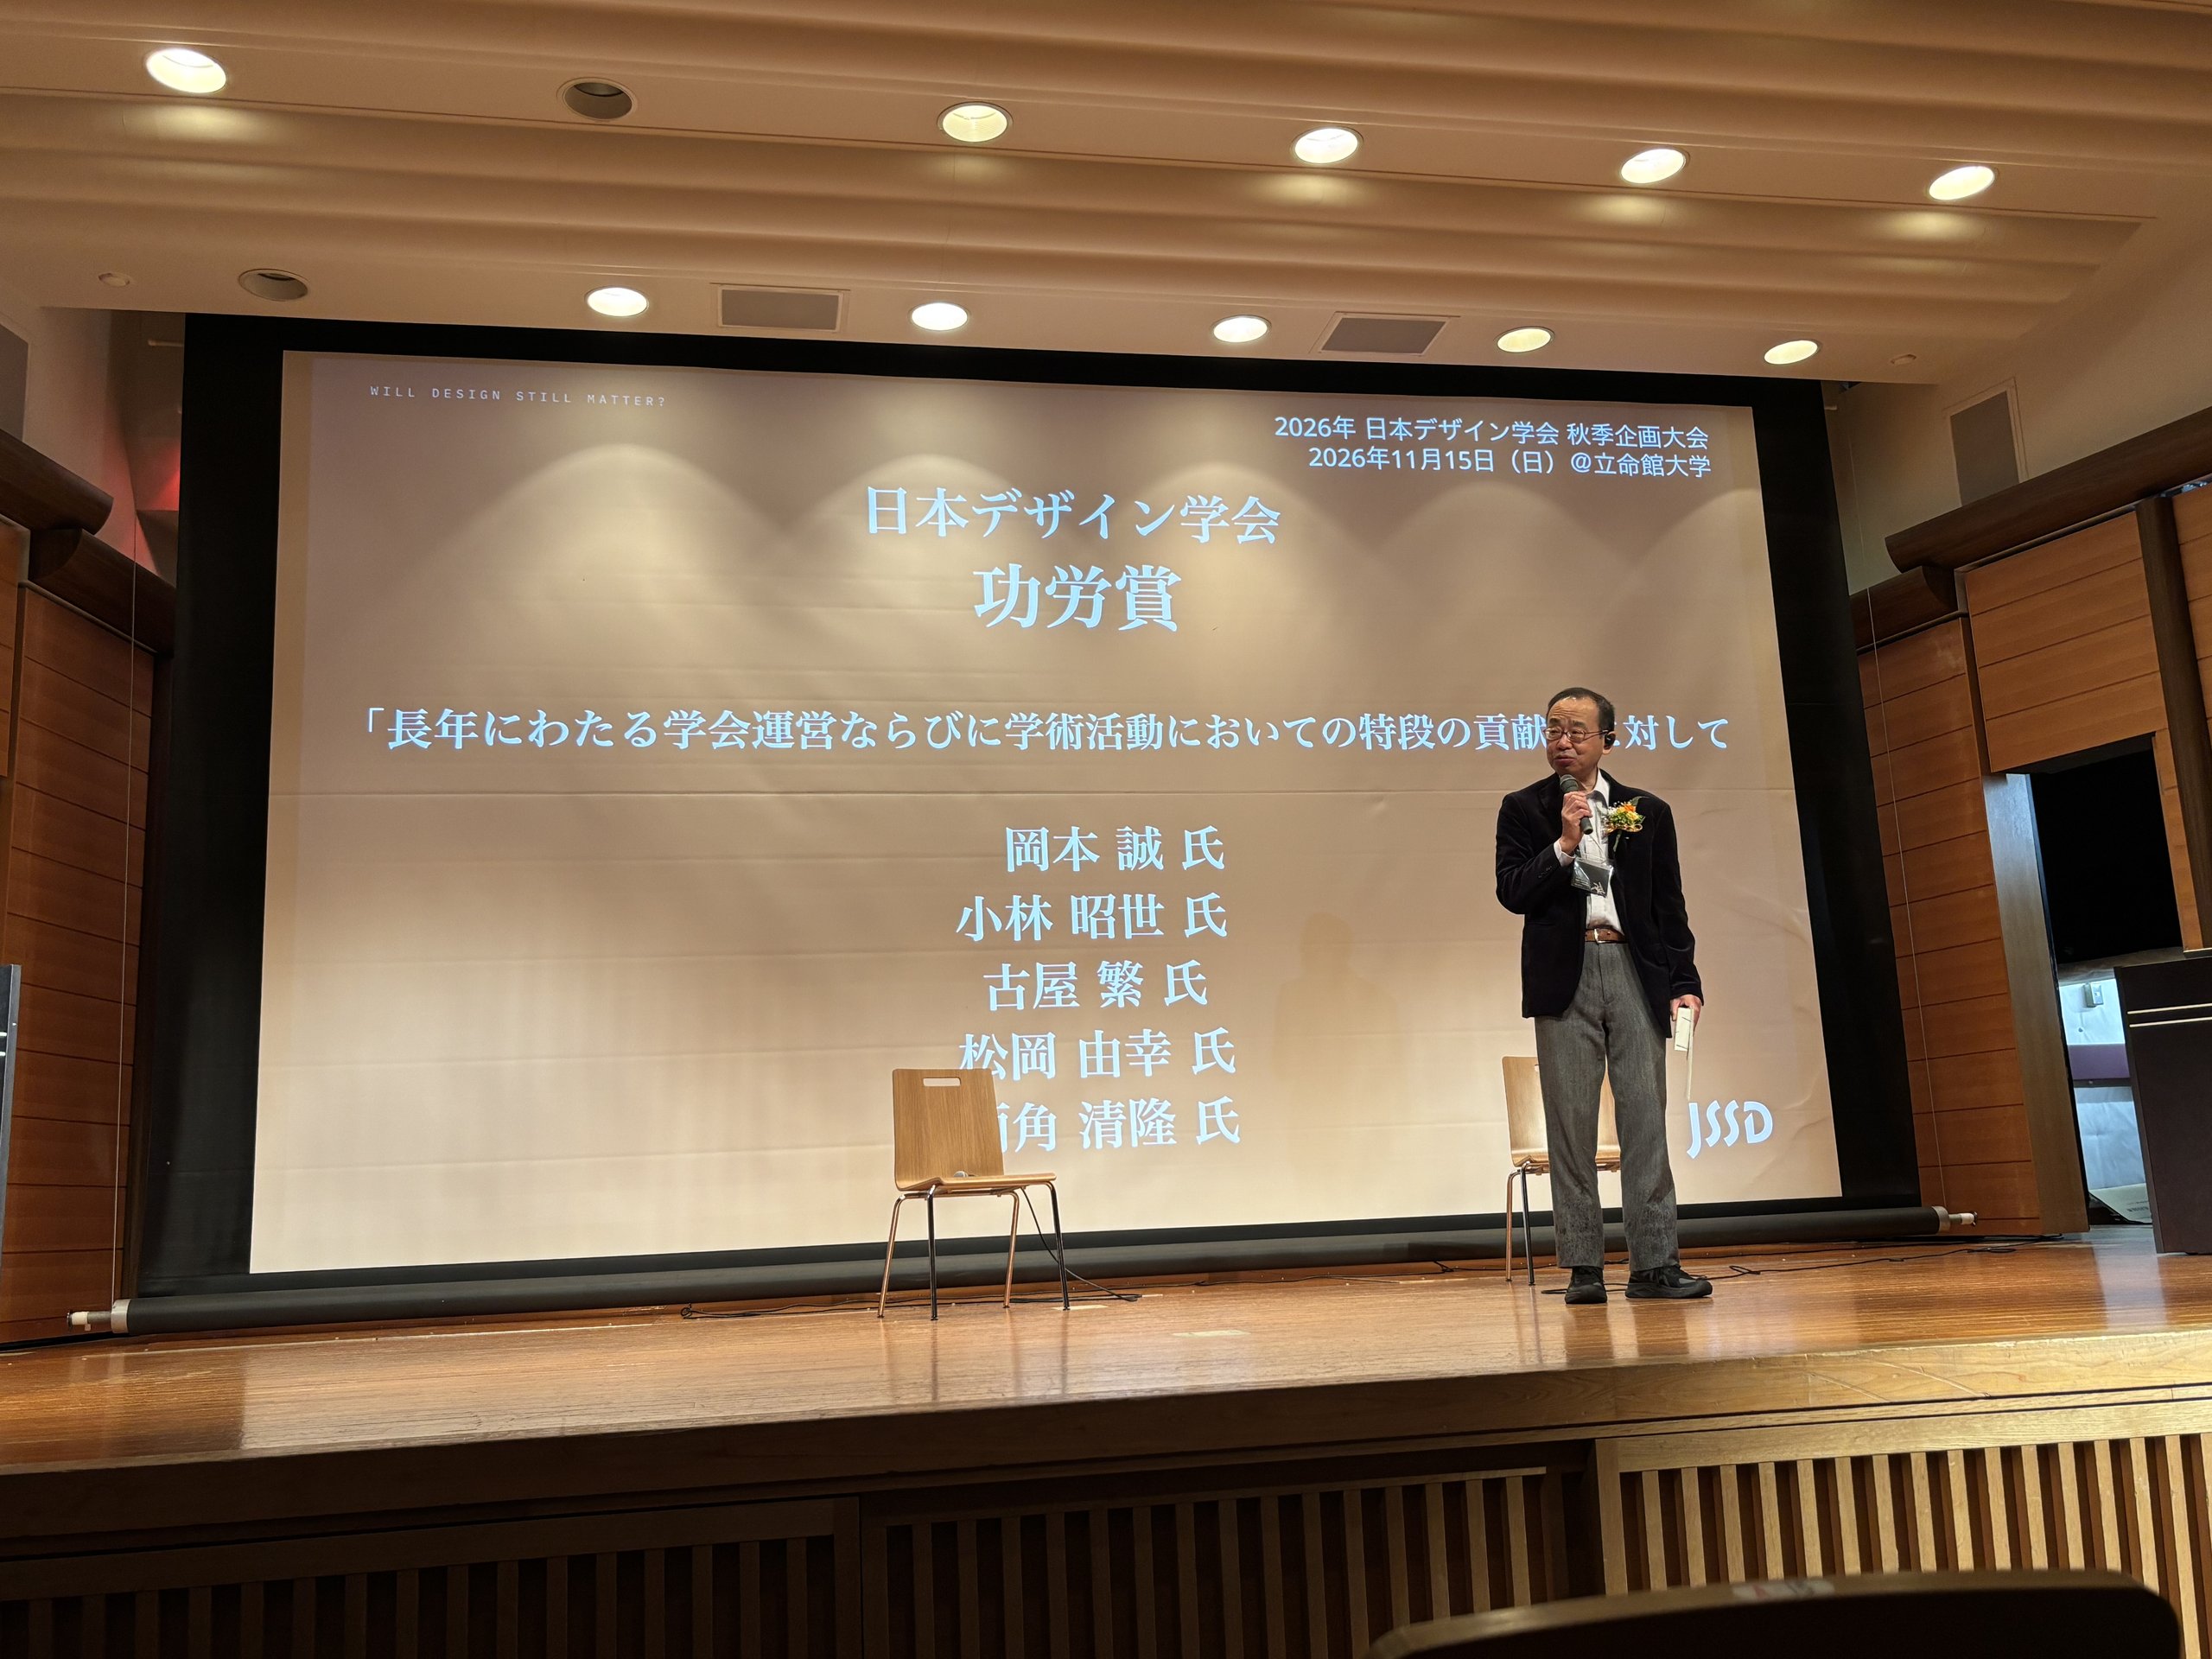 WILL DESIGN STILL MATTER?
2026年 日本デザイン学会 秋季企画大会
2026年11月15日（日）@立命館大学
日本デザイン学会
功労賞
「長年にわたる学会運営ならびに学術活動においての特段の貢献 に対して
岡本 誠 氏
小林 昭世 氏
古屋 繁 氏
松岡 由幸 氏
角 清隆 氏
JSSD